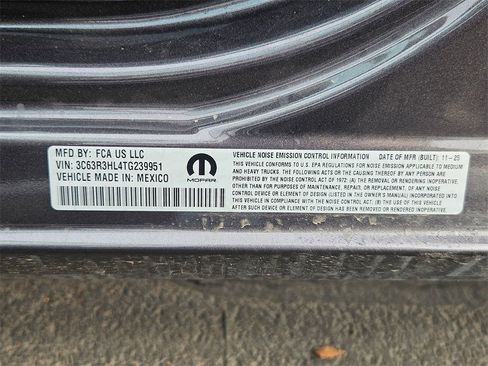 MFD BY: FCA US LLC
VIN: 3C63R3HL4TG239951
VEHICLE MADE IN: MEXICO
MOPAR
VEHICLE NOISE EMISSION CONTROL INFORMATION DATE OF MFR (BUILT): 11-25
THIS VEHICLE CONFORMS TO U.S. EPA REGULATIONS FOR NOISE EMISSION APPLICABLE TO MEDIUM
AND HEAVY TRUCKS. THE FOLLOWING ACTS OR THE CAUSING THEREOF BY ANY PERSON ARE
PROHIBITED BY THE NOISE CONTROL ACT OF 1972: (A) THE REMOVAL OR RENDERING INOPERATIVE,
OTHER THAN FOR PURPOSES OF MAINTENANCE, REPAIR, OR REPLACEMENT, OF ANY NOISE
CONTROL DEVICE OR ELEMENT OF DESIGN (LISTED IN THE OWNER'S MANUAL) INCORPORATED
INTO THIS VEHICLE IN COMPLIANCE WITH THE NOISE CONTROL ACT. (B) THE USE OF THIS VEHICLE
AFTER SUCH DEVICE OR ELEMENT OF DESIGN HAS BEEN REMOVED OR RENDERED INOPERATIVE.